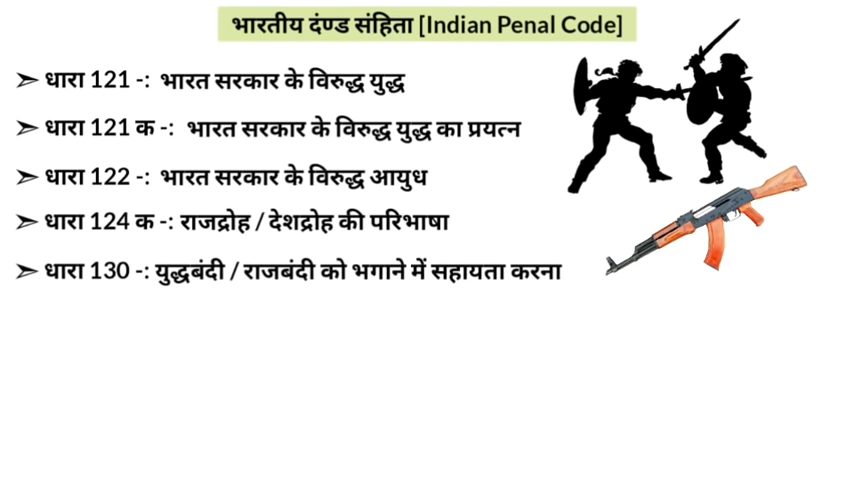 भारतीय दंण्ड संहिता [Indian Penal Code]
➣ धारा 121 -: भारत सरकार के विरुद्ध युद्ध
➣ धारा 121 क -: भारत सरकार के विरुद्ध युद्ध का प्रयत्न
➣ धारा 122 -: भारत सरकार के विरुद्ध आयुध
➣ धारा 124 क -: राजद्रोह / देशद्रोह की परिभाषा
➣ धारा 130 -: युद्धबंदी / राजबंदी को भगाने में सहायता करना